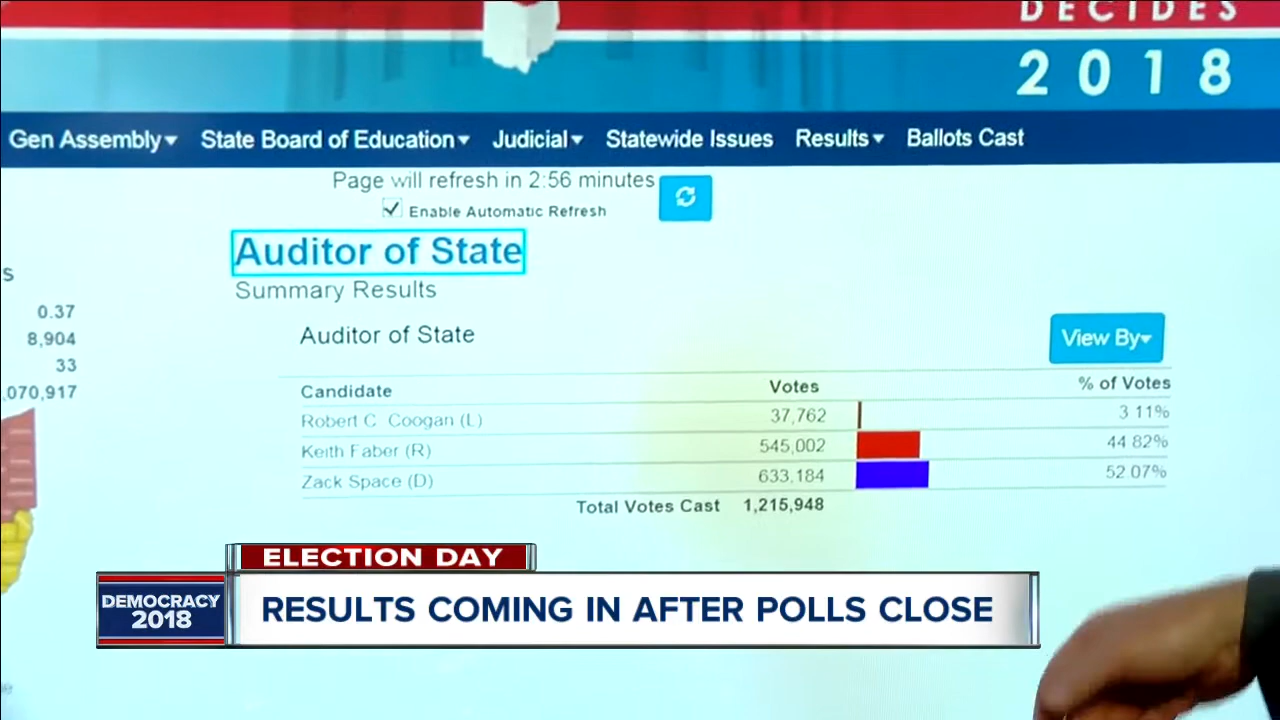 DECIDES
2018
Gen Assembly State Board of Education Judicial Statewide Issues Results Ballots Cast
Page will refresh in 2:56 minutes
Enable Automatic Refresh
Auditor of State
Summary Results
s
0.37
8,904
33
,070,917
Auditor of State
View By
Candidate Votes % of Votes
Robert C. Coogan (L) 37,762 3.11%
Keith Faber (R) 545,002 44.82%
Zack Space (D) 633,184 52.07%
Total Votes Cast 1,215,948
ELECTION DAY
DEMOCRACY
2018
RESULTS COMING IN AFTER POLLS CLOSE